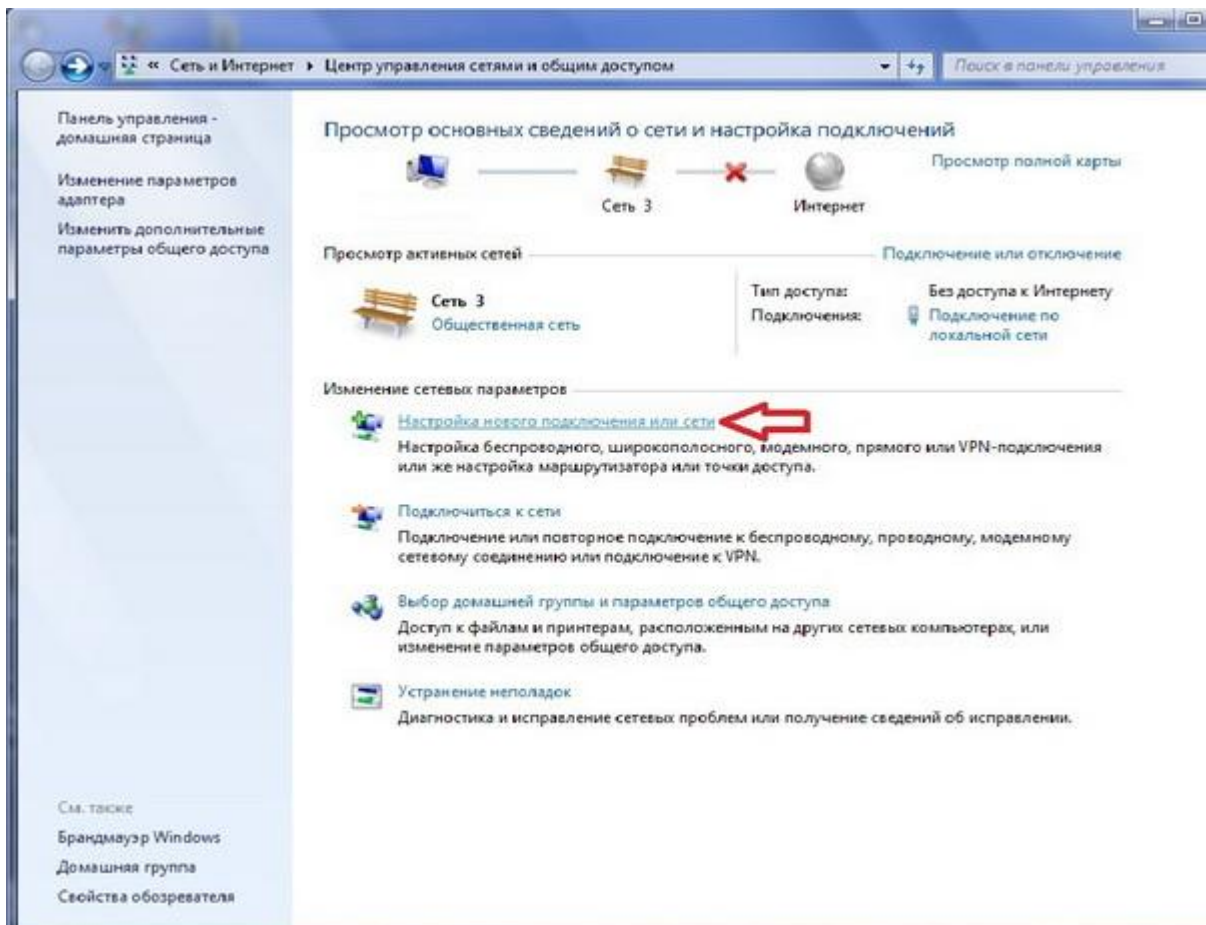 « Сеть и Интернет ▸ Центр управления сетями и общим доступом
Поиск в панели управления
Панель управления -
домашняя страница
Изменение параметров
адаптера
Изменить дополнительные
параметры общего доступа
См. также
Брандмауэр Windows
Домашняя группа
Свойства обозревателя
Просмотр основных сведений о сети и настройка подключений
Просмотр полной карты
Сеть 3
Интернет
Просмотр активных сетей
Подключение или отключение
Сеть 3
Общественная сеть
Тип доступа: Без доступа к Интернету
Подключения: Подключение по
локальной сети
Изменение сетевых параметров
Настройка нового подключения или сети
Настройка беспроводного, широкополосного, модемного, прямого или VPN-подключения
или же настройка маршрутизатора или точки доступа.
Подключиться к сети
Подключение или повторное подключение к беспроводному, проводному, модемному
сетевому соединению или подключение к VPN.
Выбор домашней группы и параметров общего доступа
Доступ к файлам и принтерам, расположенным на других сетевых компьютерах, или
изменение параметров общего доступа.
Устранение неполадок
Диагностика и исправление сетевых проблем или получение сведений об исправлении.